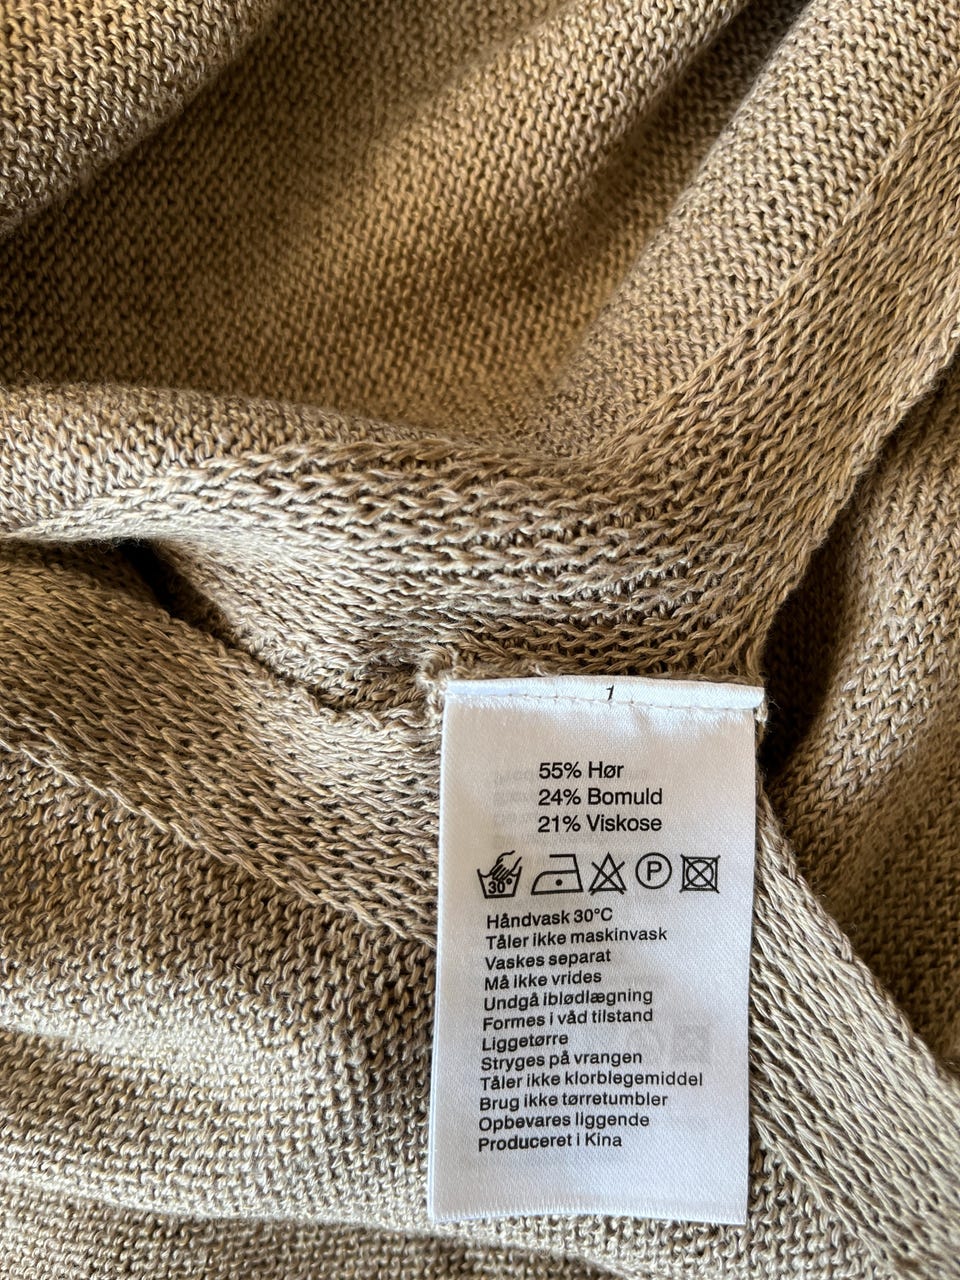 1
55% Hør
24% Bomuld
21% Viskose
30° P
Håndvask 30°C
Tåler ikke maskinvask
Vaskes separat
Må ikke vrides
Undgå iblødlægning
Formes i våd tilstand
Liggetørre
Stryges på vrangen
Tåler ikke klorblegemiddel
Brug ikke tørretumbler
Opbevares liggende
Produceret i Kina